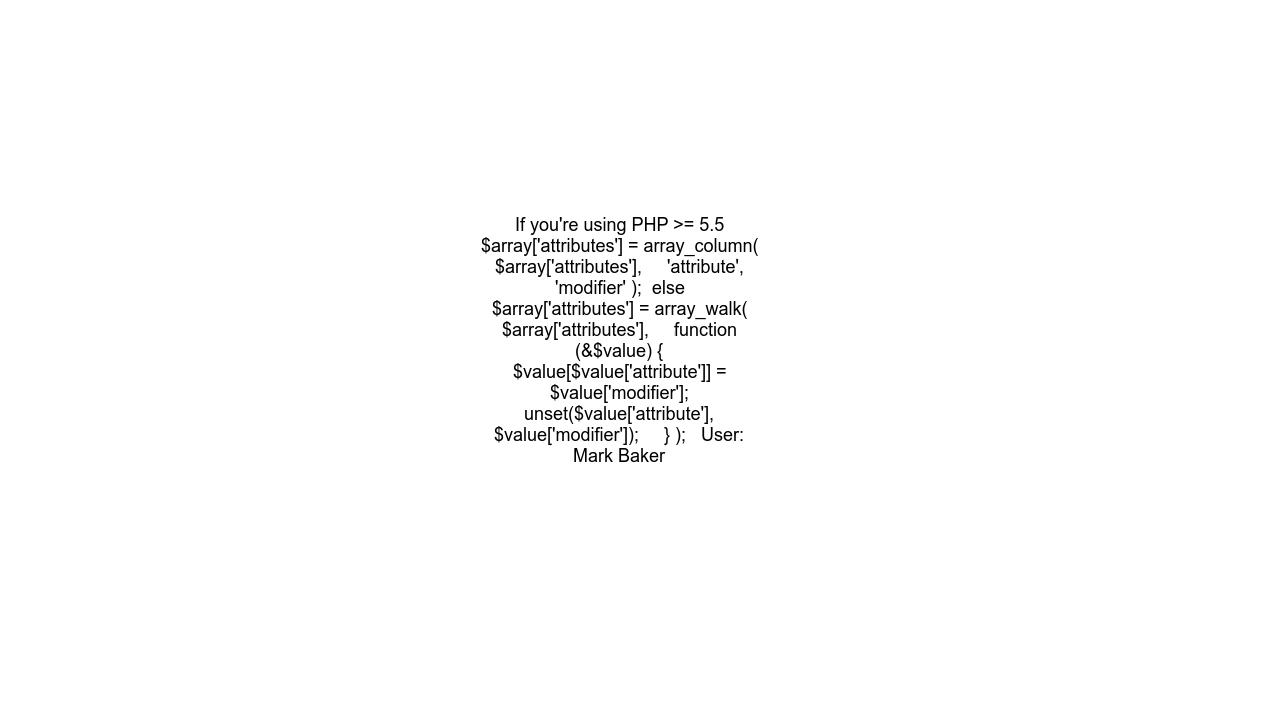 If you're using PHP >= 5.5
$array['attributes'] = array_column(
$array['attributes'],     'attribute',
'modifier' );  else
$array['attributes'] = array_walk(
$array['attributes'],     function
(&$value) {
$value[$value['attribute']] =
$value['modifier'];
unset($value['attribute'],
$value['modifier']);     } );   User:
Mark Baker